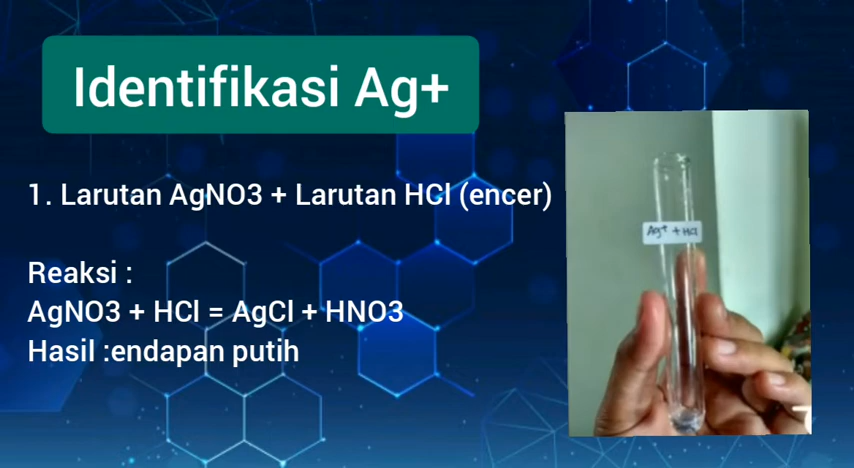 Identifikasi Ag+
1. Larutan AgNO3 + Larutan HCl (encer)
Reaksi :
AgNO3 + HCl = AgCl + HNO3
Hasil :endapan putih
Ag+ + HCl